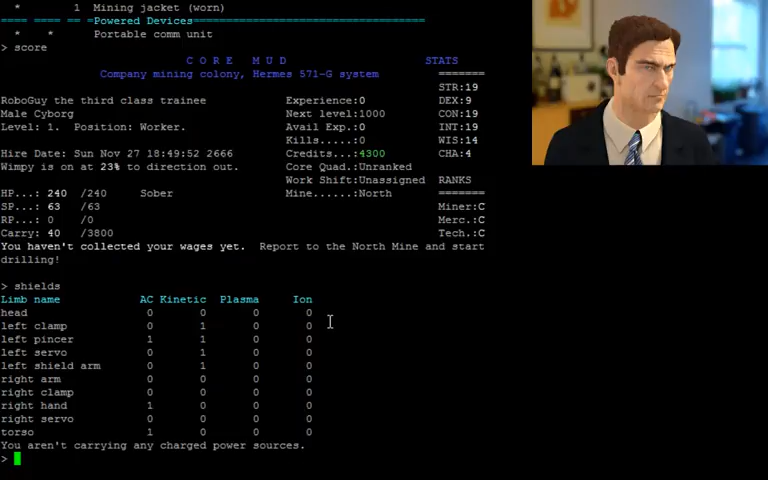 *         1  Mining jacket (worn)
==== ==== == =Powered Devices=======================================
*     *      Portable comm unit
> score
C O R E   M U D          STATS
Company mining colony, Hermes 571-G system          =======
STR:19
RoboGuy the third class trainee          Experience:0          DEX:9
Male Cyborg          Next level:1000          CON:19
Level: 1.  Position: Worker.          Avail Exp.:0          INT:19
Kills.....:0          WIS:14
Hire Date: Sun Nov 27 18:49:52 2666          Credits...:4300          CHA:4
Wimpy is on at 23% to direction out.          Core Quad.:Unranked
Work Shift:Unassigned          RANKS
HP...: 240  /240     Sober          Mine.....:North          =======
SP...: 63   /63          Miner:C
RP...: 0    /0          Merc.:C
Carry: 40   /3800          Tech.:C
You haven't collected your wages yet.  Report to the North Mine and start
drilling!
> shields
Limb name          AC Kinetic  Plasma     Ion
head          0       0       0       0
left clamp          0       1       0       0
left pincer          1       1       0       0
left servo          0       1       0       0
left shield arm          0       1       0       0
right arm          0       0       0       0
right clamp          0       0       0       0
right hand          1       0       0       0
right servo          0       0       0       0
torso          1       0       0       0
You aren't carrying any charged power sources.
>